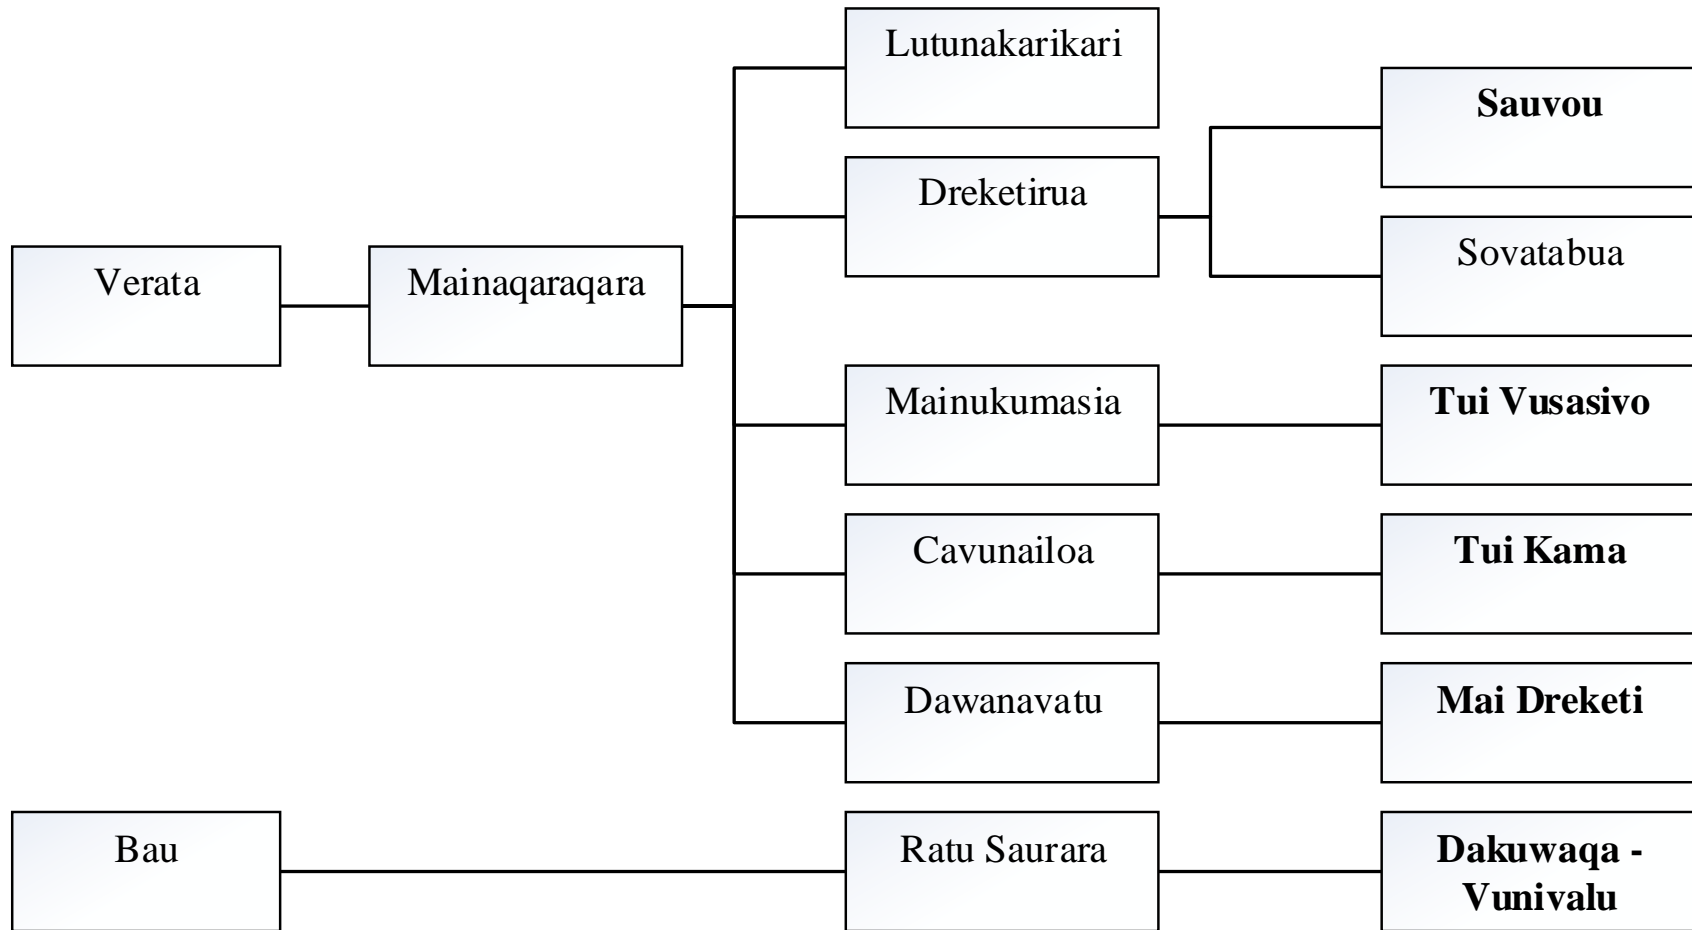 Lutunakarikari
Sauvou
Dreketirua
Sovatabua
Verata
Mainaqaraqara
Mainukumasia
Tui Vusasivo
Cavunailoa
Tui Kama
Dawanavatu
Mai Dreketi
Bau
Ratu Saurara
Dakuwaqa -
Vunivalu